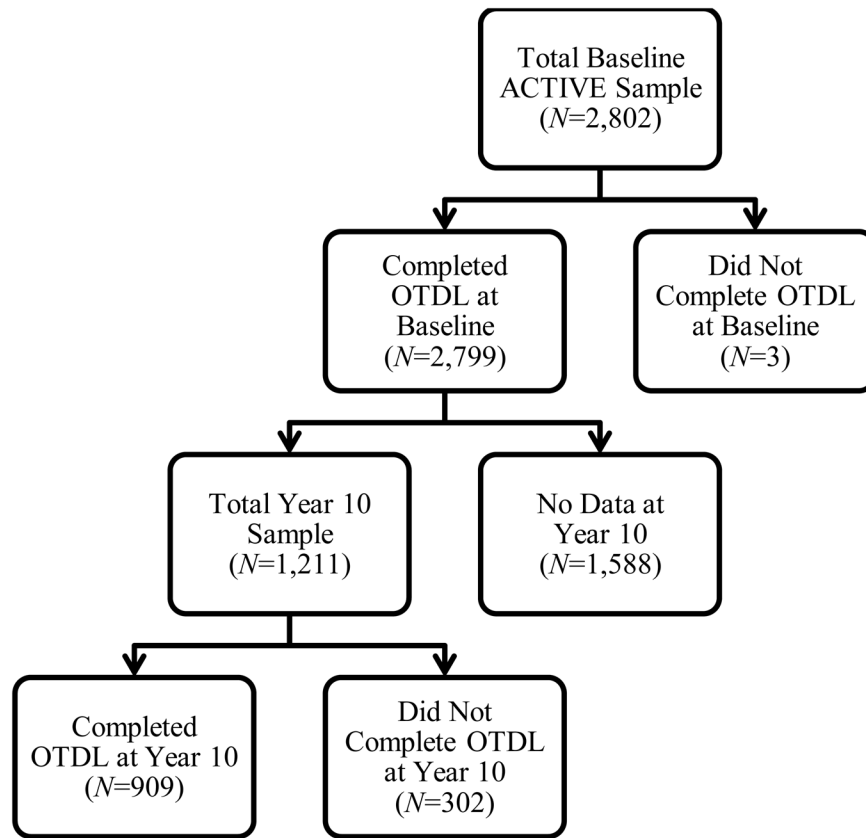 Total Baseline
ACTIVE Sample
(N=2,802)
Completed
OTDL at
Baseline
(N=2,799)
Did Not
Complete OTDL
at Baseline
(N=3)
Total Year 10
Sample
(N=1,211)
No Data at
Year 10
(N=1,588)
Completed
OTDL at Year 10
(N=909)
Did Not
Complete OTDL
at Year 10
(N=302)